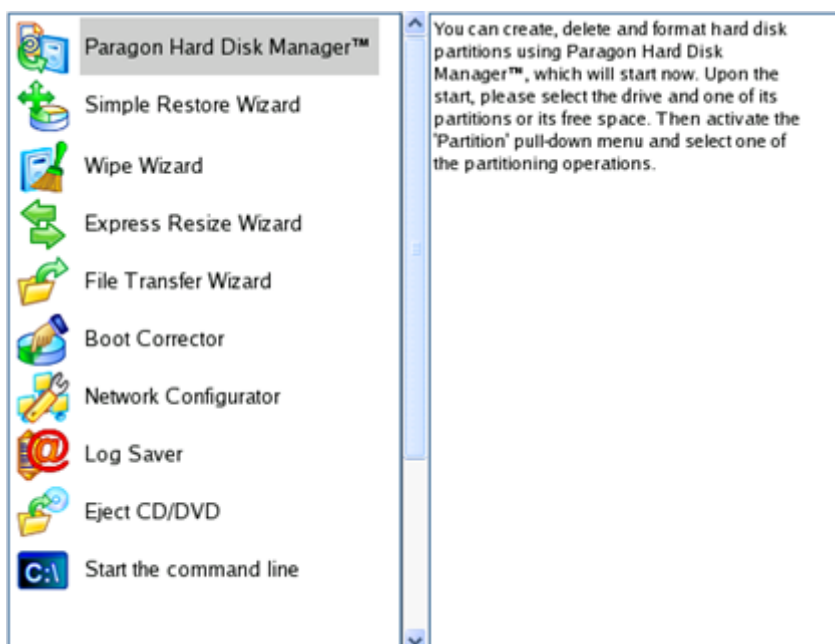 Paragon Hard Disk Manager™
Simple Restore Wizard
Wipe Wizard
Express Resize Wizard
File Transfer Wizard
Boot Corrector
Network Configurator
@
Log Saver
Eject CD/DVD
C:\
Start the command line
You can create, delete and format hard disk
partitions using Paragon Hard Disk
Manager™, which will start now. Upon the
start, please select the drive and one of its
partitions or its free space. Then activate the
'Partition' pull-down menu and select one of
the partitioning operations.